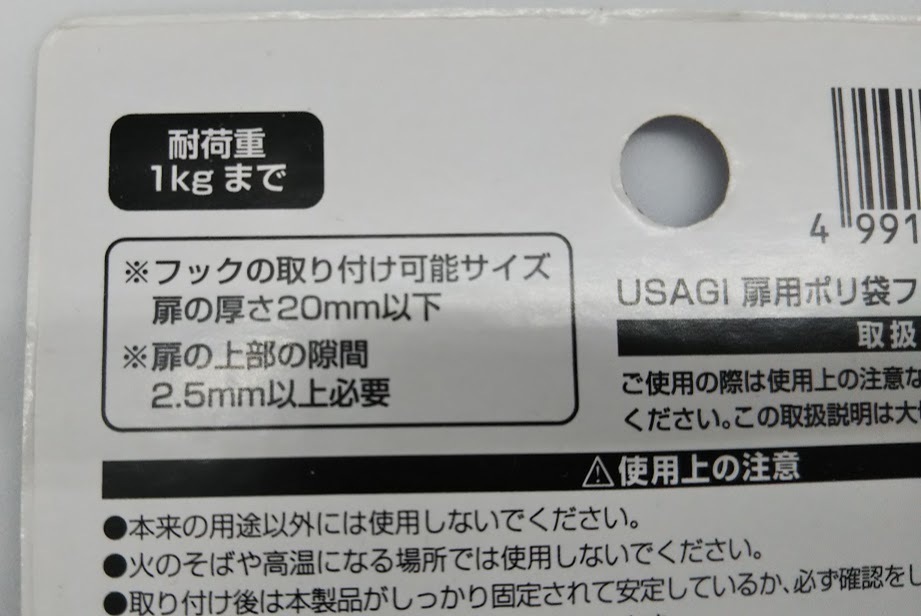 耐荷重
1kgまで
※フックの取り付け可能サイズ
扉の厚さ20mm以下
※扉の上部の隙間
2.5mm以上必要
4 991
USAGI 扉用ポリ袋フ
取扱
ご使用の際は使用上の注意な
ください。この取扱説明は大切
⚠使用上の注意
●本来の用途以外には使用しないでください。
●火のそばや高温になる場所では使用しないでください。
●取り付け後は本製品がしっかり固定されて安定しているか、必ず確認をし